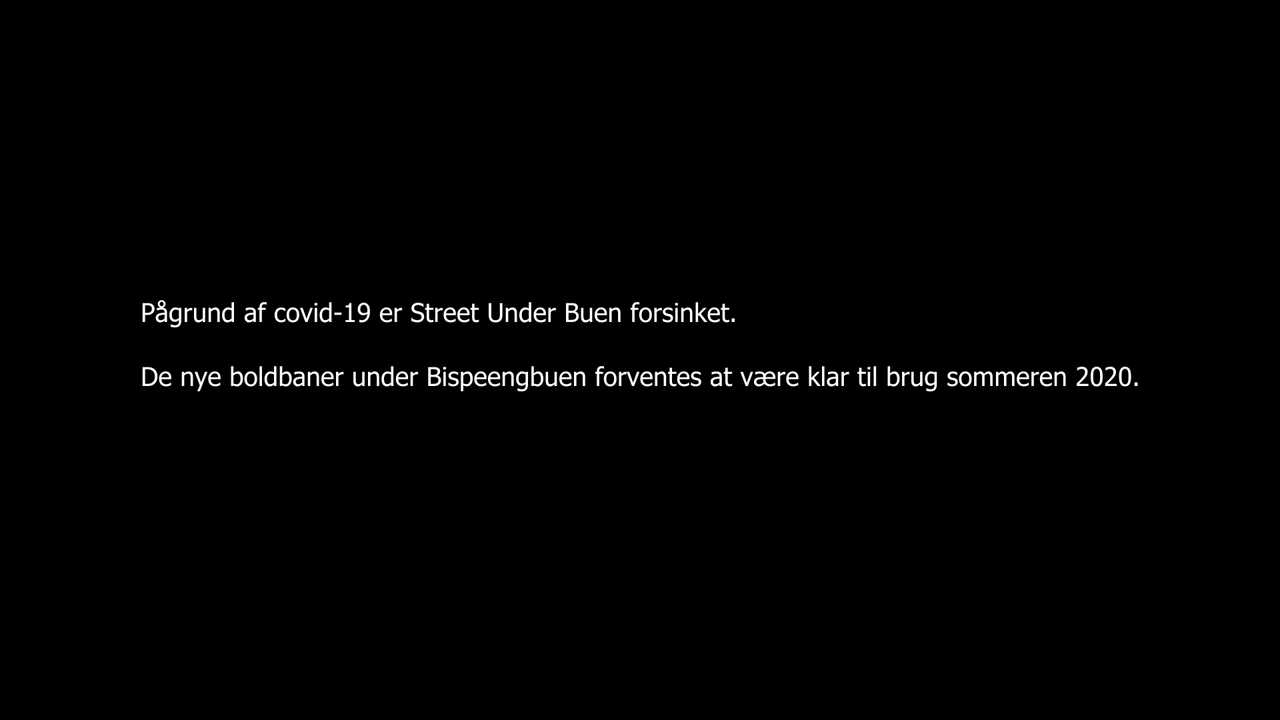 Pågrund af covid-19 er Street Under Buen forsinket.
De nye boldbaner under Bispeengbuen forventes at være klar til brug sommeren 2020.